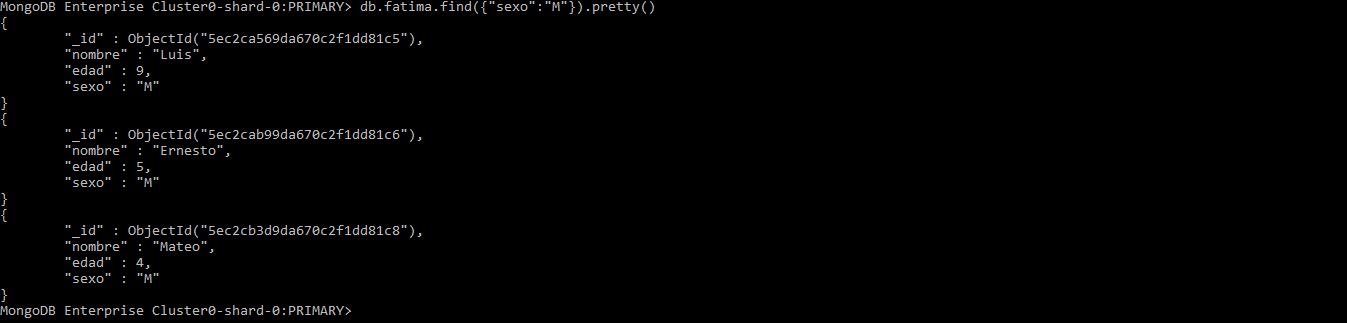 MongoDB Enterprise Cluster0-shard-0:PRIMARY> db.fatima.find({"sexo":"M"}).pretty()
{
        "_id" : ObjectId("5ec2ca569da670c2f1dd81c5"),
        "nombre" : "Luis",
        "edad" : 9,
        "sexo" : "M"
}
{
        "_id" : ObjectId("5ec2cab99da670c2f1dd81c6"),
        "nombre" : "Ernesto",
        "edad" : 5,
        "sexo" : "M"
}
{
        "_id" : ObjectId("5ec2cb3d9da670c2f1dd81c8"),
        "nombre" : "Mateo",
        "edad" : 4,
        "sexo" : "M"
}
MongoDB Enterprise Cluster0-shard-0:PRIMARY>